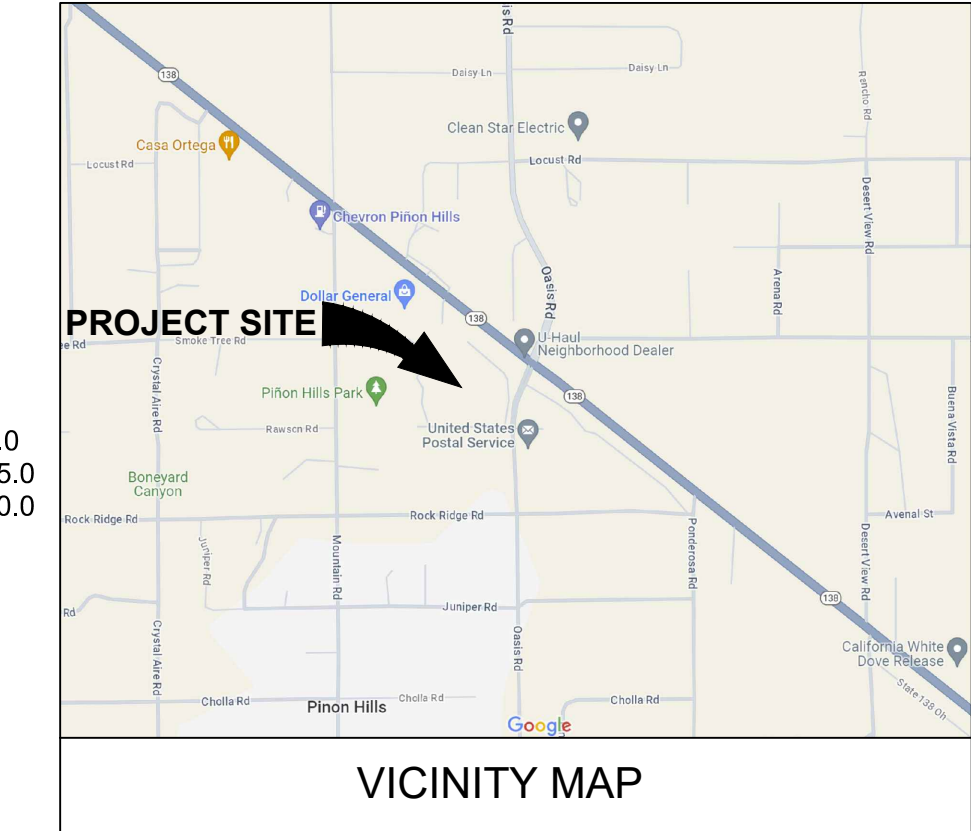 is Rd
138
Daisy Ln
Daisy Ln
Rancho Rd
Clean Star Electric
Casa Ortega
Locust Rd
Locust Rd
Desert View Rd
Chevron Piñon Hills
Oasis Rd
Arena Rd
Dollar General
138
PROJECT SITE
Smoke Tree Rd
ee Rd
U-Haul
Neighborhood Dealer
Crystal Aire Rd
Piñon Hills Park
138
Buena Vista Rd
Rawson Rd
United States
Postal Service
.0
5.0
0.0
Boneyard
Canyon
Rock Ridge Rd
Rock Ridge Rd
Avenal St
Juniper Rd
Mountain Rd
Ponderosa Rd
Desert View Rd
138
Rd
Juniper Rd
Crystal Aire Rd
Oasis Rd
California White
Dove Release
State 138 Oh
Cholla Rd
Cholla Rd
Cholla Rd
Pinon Hills
Google
VICINITY MAP